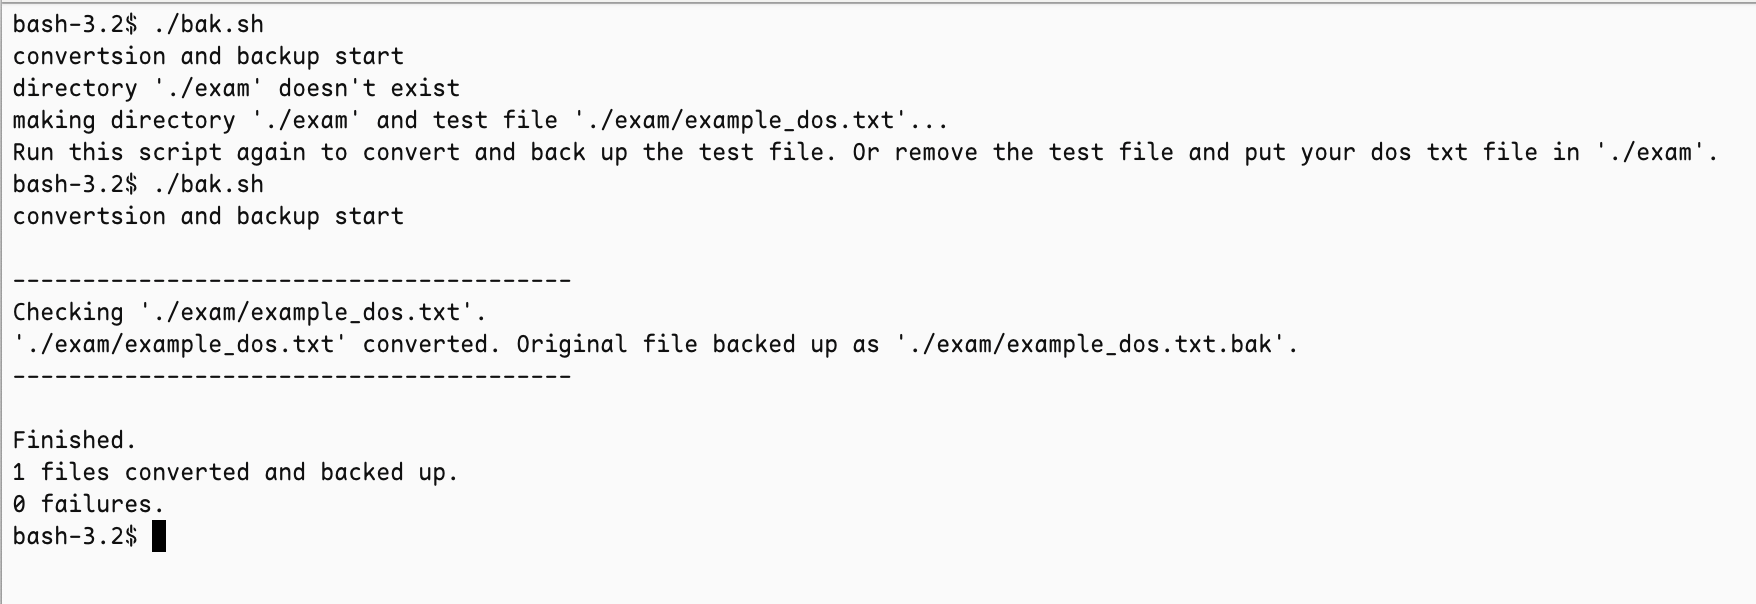 bash-3.2$ ./bak.sh
convertsion and backup start
directory './exam' doesn't exist
making directory './exam' and test file './exam/example_dos.txt'...
Run this script again to convert and back up the test file. Or remove the test file and put your dos txt file in './exam'.
bash-3.2$ ./bak.sh
convertsion and backup start
----------------------------------------
Checking './exam/example_dos.txt'.
'./exam/example_dos.txt' converted. Original file backed up as './exam/example_dos.txt.bak'.
----------------------------------------
Finished.
1 files converted and backed up.
0 failures.
bash-3.2$